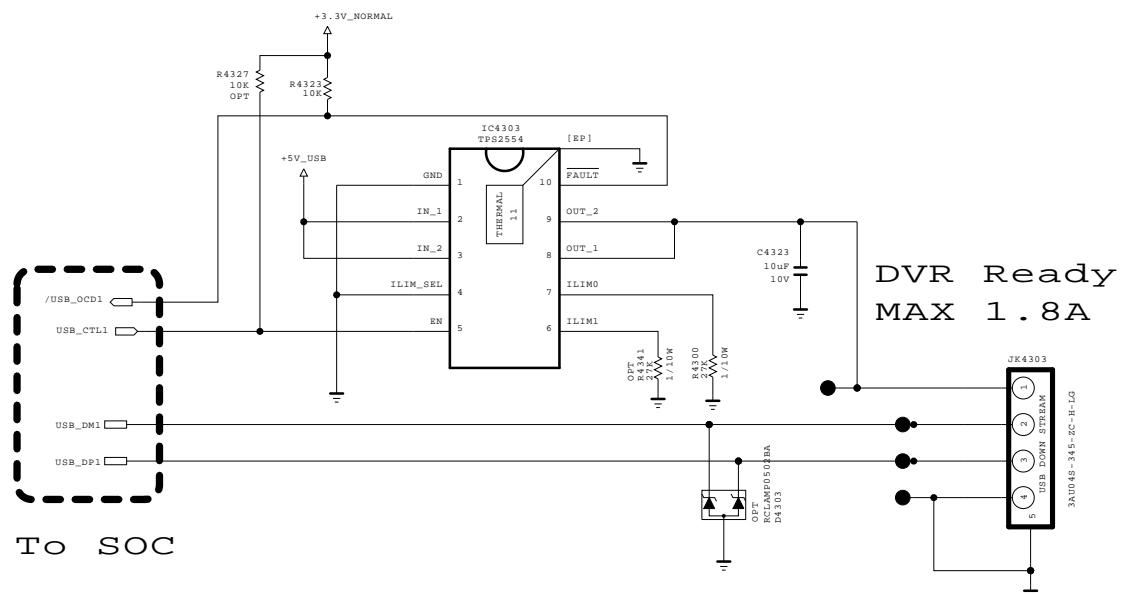 +3.3V_NORMAL
R4327
10K
OPT
R4323
10K
IC4303
TPS2554
[EP]
+5V_USB
GND
1
IN_1
2
IN_2
3
ILIM_SEL
4
EN
5
THERMAL
11
10
FAULT
9
OUT_2
8
OUT_1
7
ILIM0
6
ILIM1
C4323
10uF
10V
DVR Ready
MAX 1.8A
/USB_OCD1
USB_CTL1
USB_DM1
USB_DP1
To SOC
OPT
R4341
27K
1/10W
R4300
27K
1/10W
OPT
RCLAMP0502BA
D4303
JK4303
1
2
3
4
5
USB DOWN STREAM
3AU04S-345-ZC-H-LG